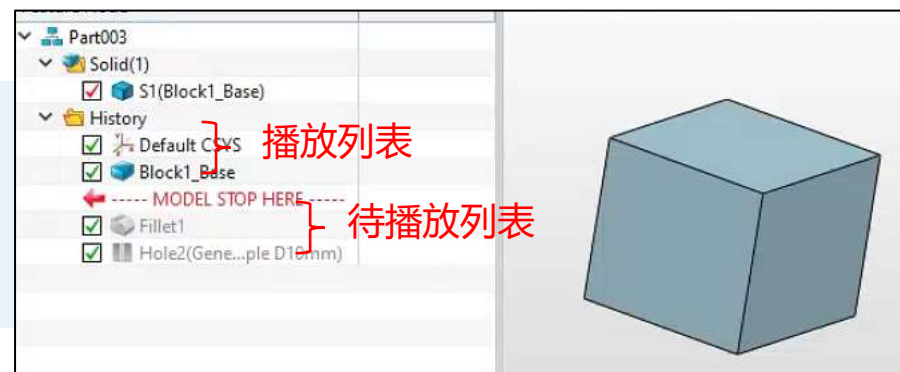 Part003
Solid(1)
S1(Block1_Base)
History
Default CSYS
播放列表
Block1_Base
----- MODEL STOP HERE -----
Fillet1
待播放列表
Hole2(Gene...ple D10mm)